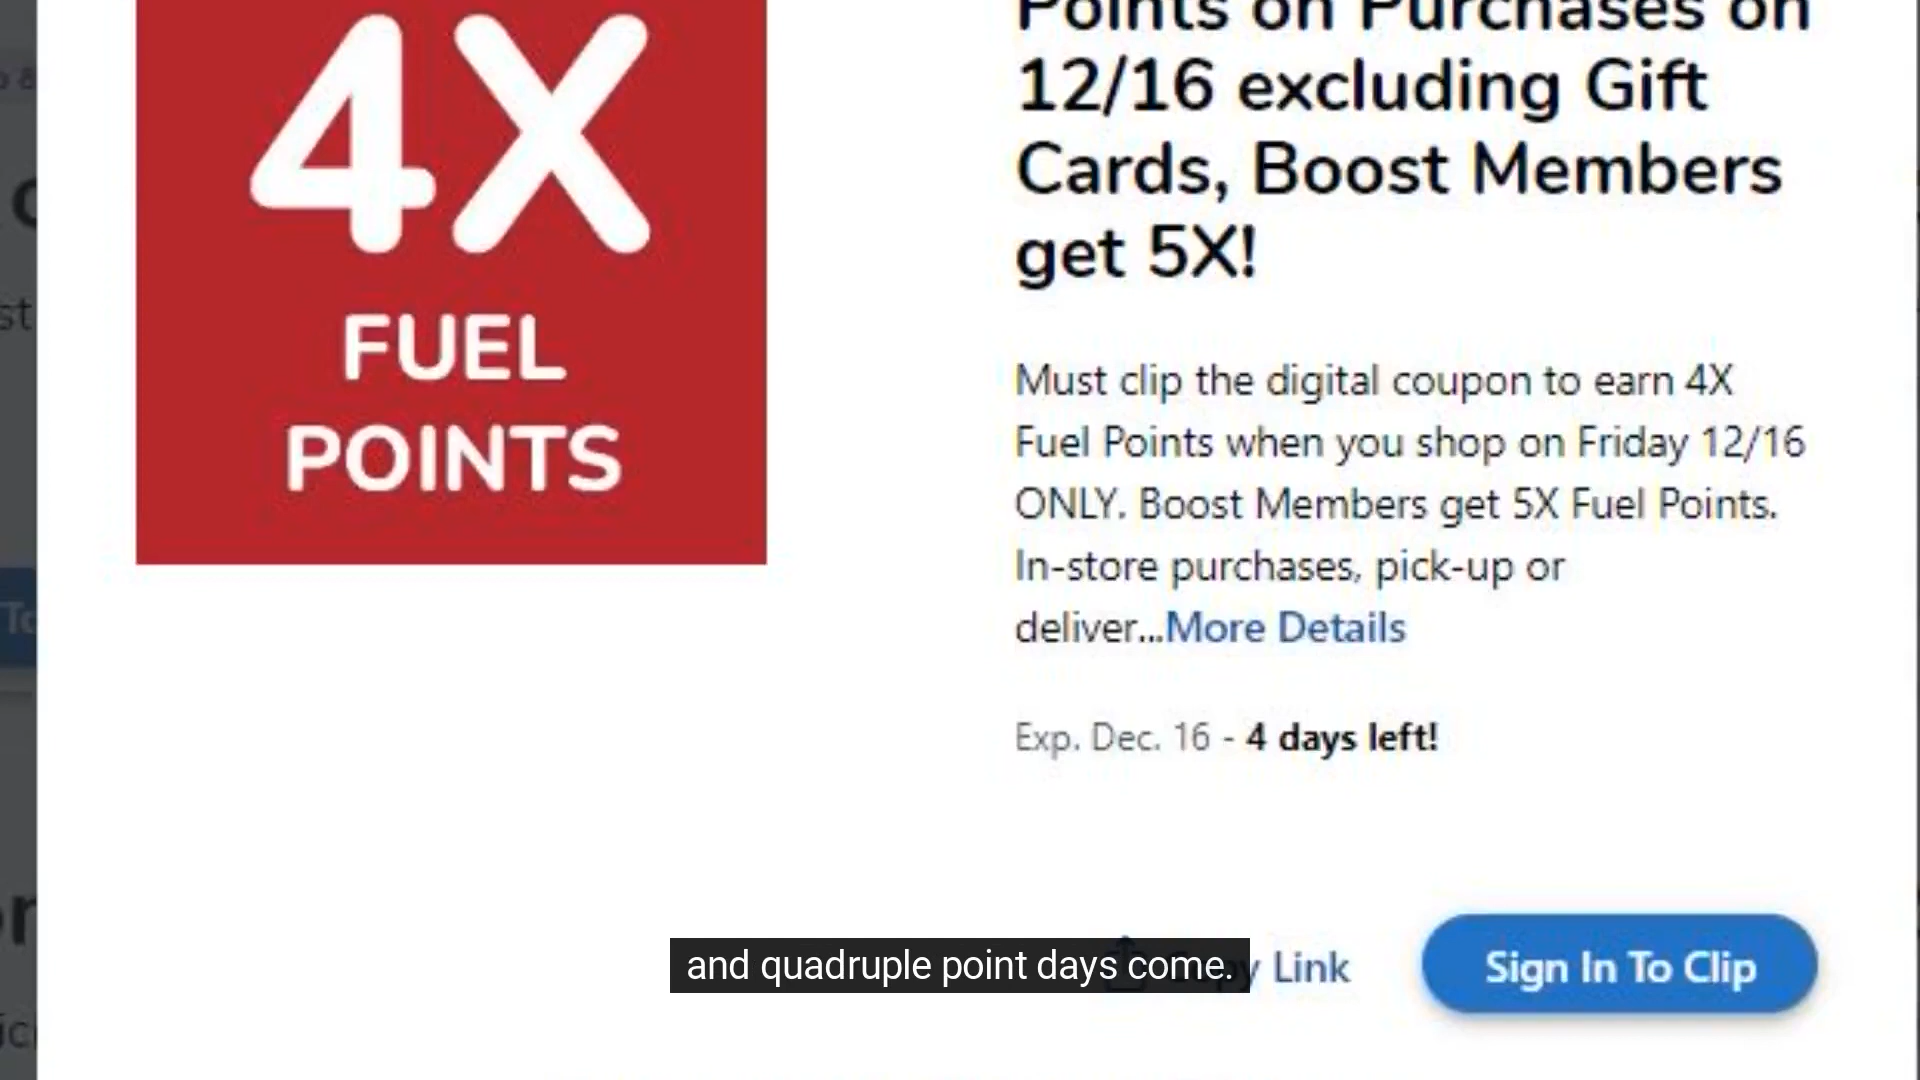 4X
FUEL
POINTS
Points on Purchases on
12/16 excluding Gift
Cards, Boost Members
get 5X!
Must clip the digital coupon to earn 4X
Fuel Points when you shop on Friday 12/16
ONLY. Boost Members get 5X Fuel Points.
In-store purchases, pick-up or
deliver...More Details
Exp. Dec. 16 - 4 days left!
Link
Sign In To Clip
and quadruple point days come.